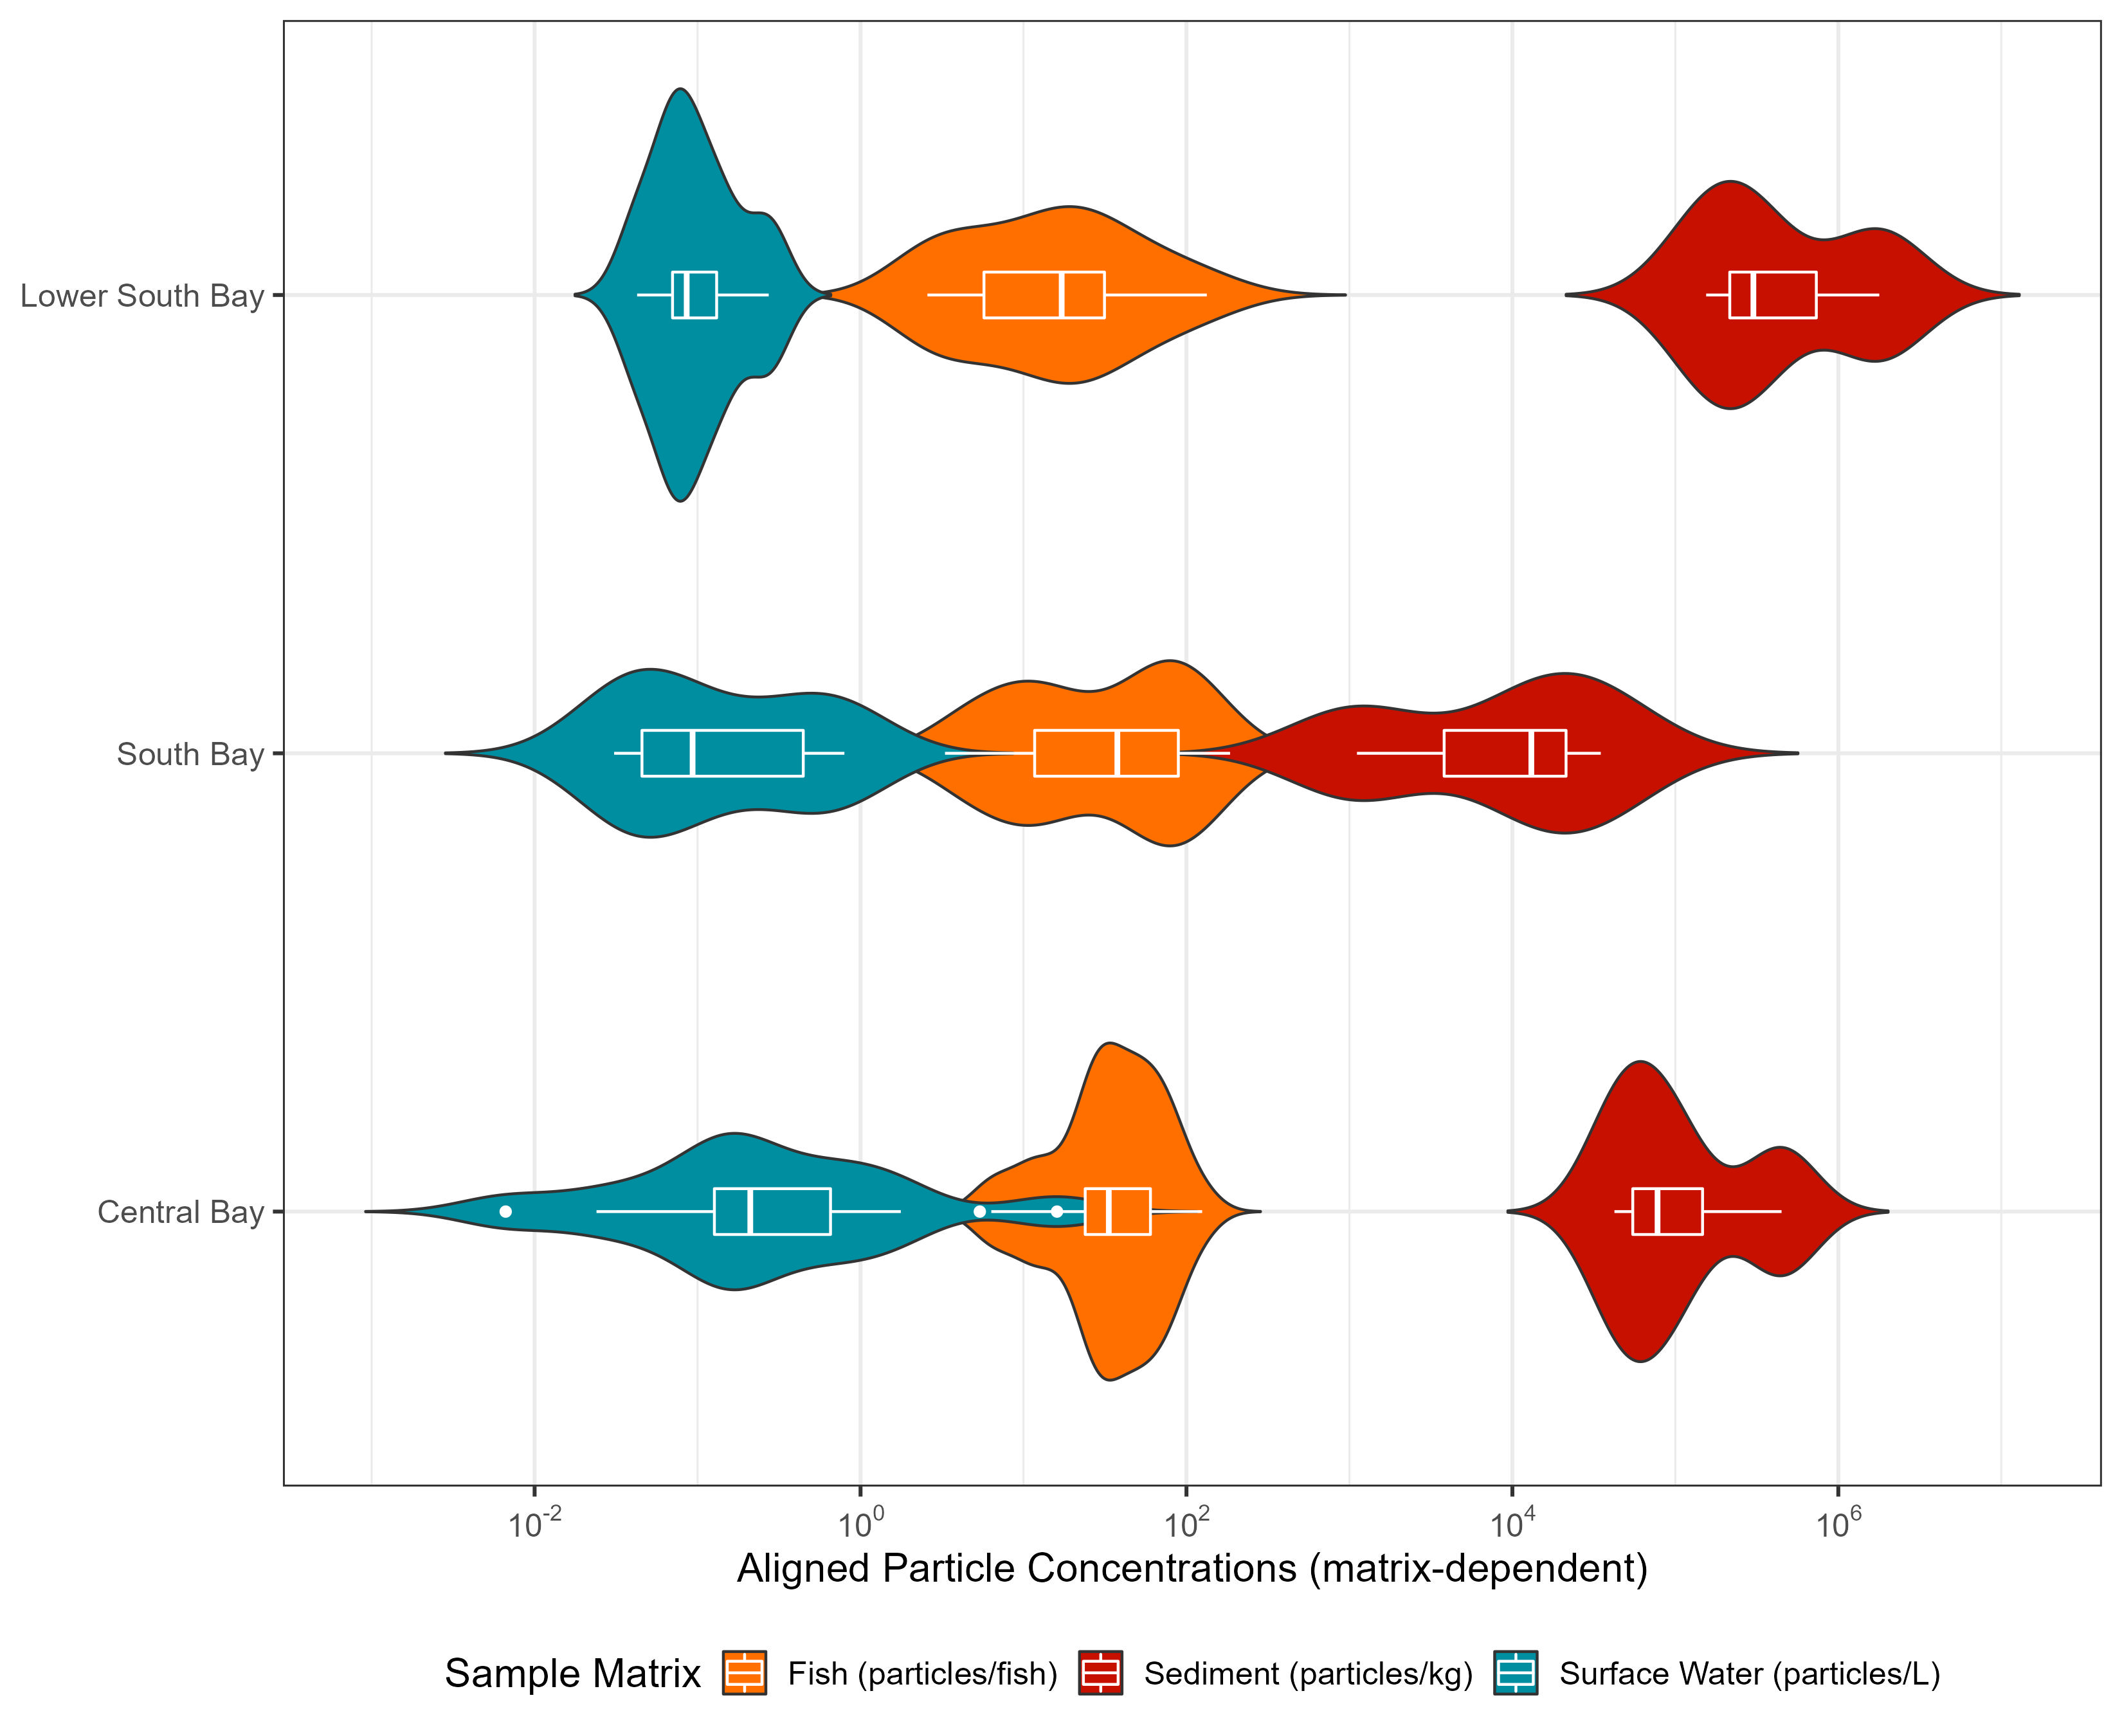 Lower South Bay
South Bay
Central Bay
10⁻² 10⁰ 10² 10⁴ 10⁶
Aligned Particle Concentrations (matrix-dependent)
Sample Matrix Fish (particles/fish) Sediment (particles/kg) Surface Water (particles/L)